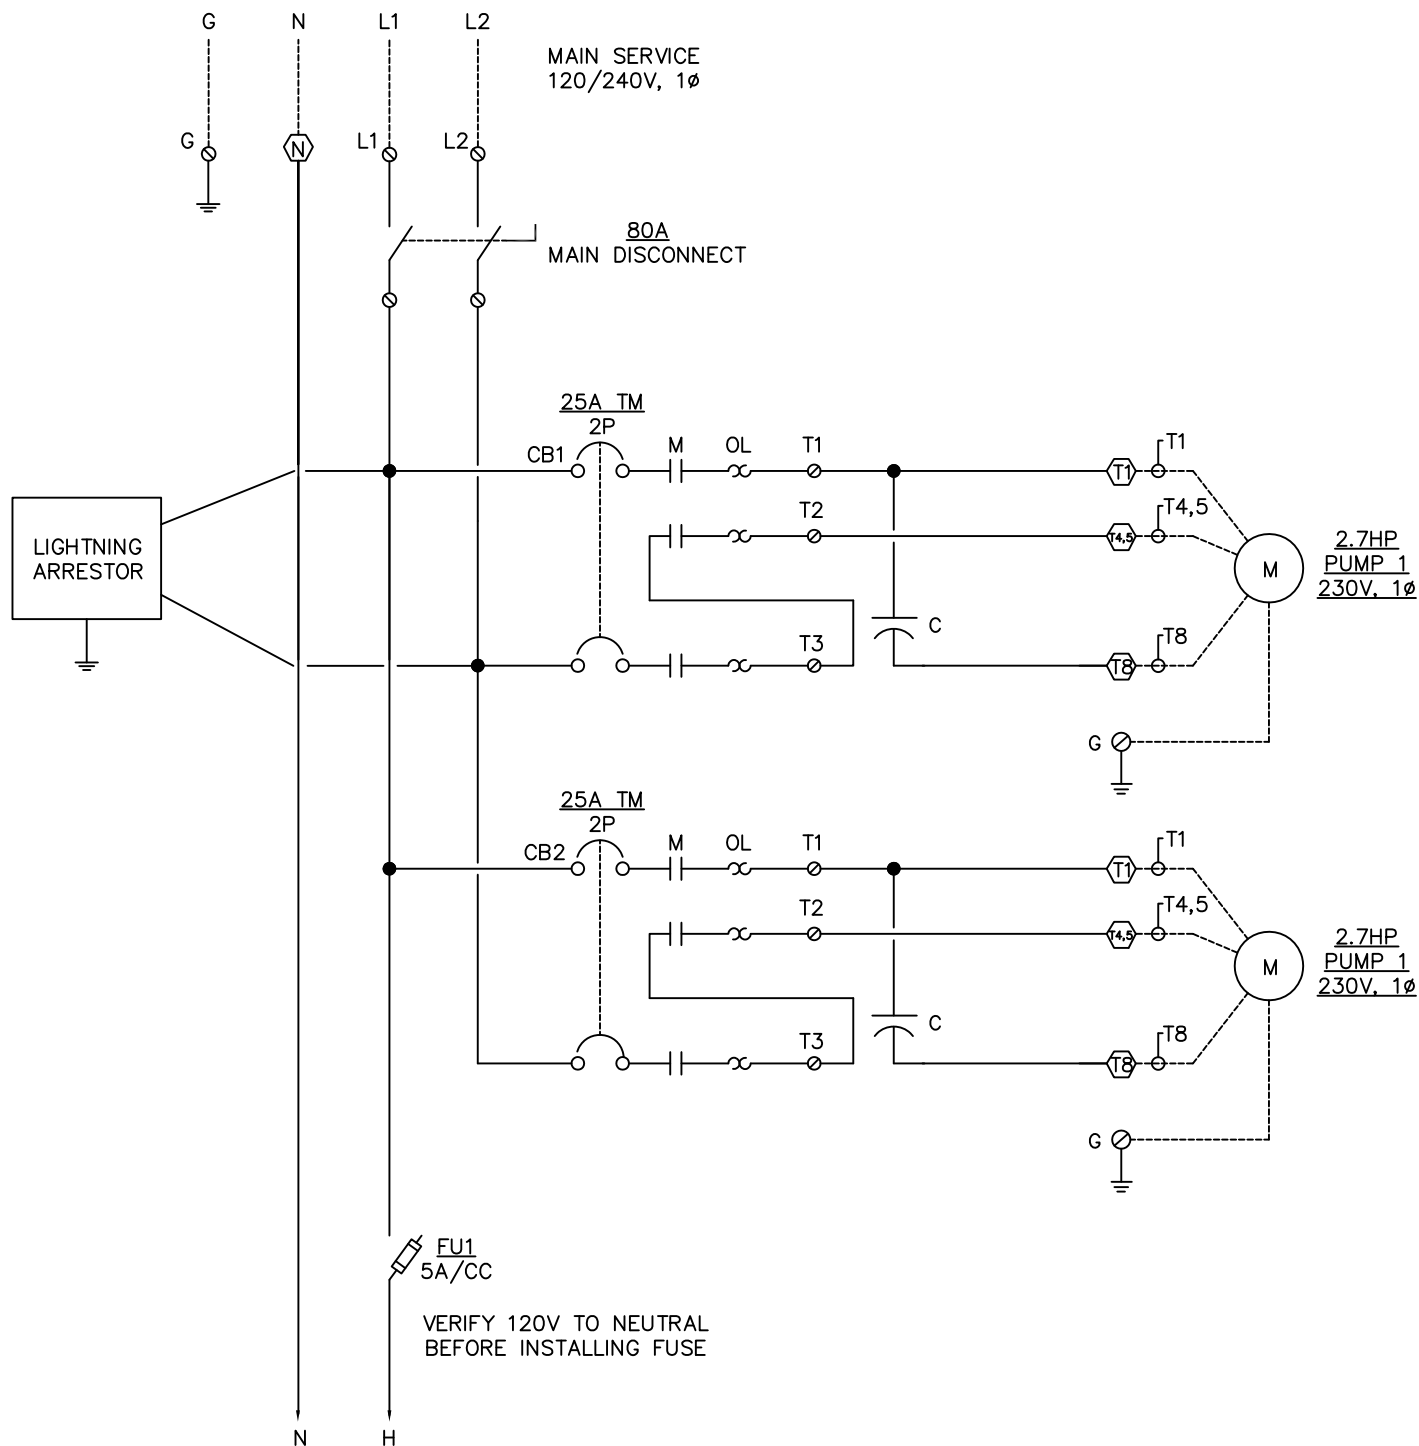 G
N
L1
L2
MAIN SERVICE
120/240V, 1ø
G
N
L1
L2
80A
MAIN DISCONNECT
LIGHTNING
ARRESTOR
25A TM
2P
CB1
M
OL
T1
T1
T1
T2
T4,5
T4,5
M
2.7HP
PUMP 1
230V, 1ø
C
T3
T8
T8
G
25A TM
2P
CB2
M
OL
T1
T1
T1
T2
T4,5
T4,5
M
2.7HP
PUMP 1
230V, 1ø
C
T3
T8
T8
G
FU1
5A/CC
VERIFY 120V TO NEUTRAL
BEFORE INSTALLING FUSE
N
H